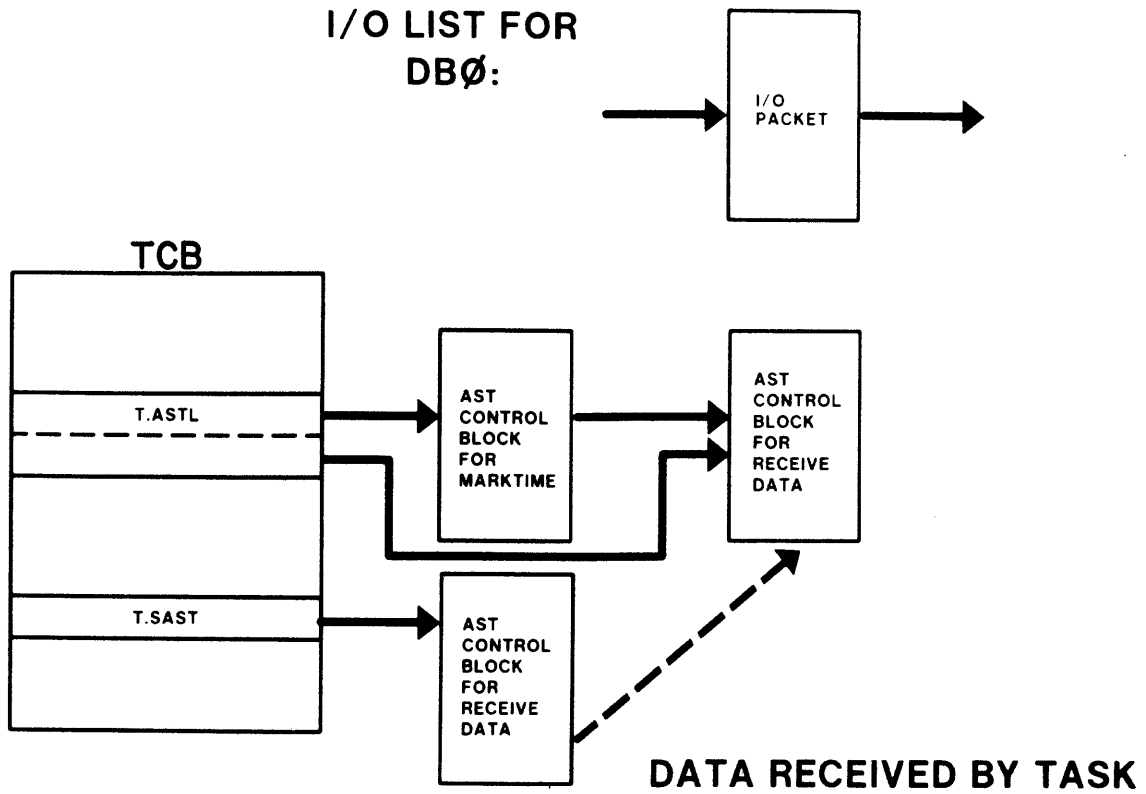 I/O LIST FOR
DBØ:
I/O
PACKET
TCB
T.ASTL
AST
CONTROL
BLOCK
FOR
MARKTIME
AST
CONTROL
BLOCK
FOR
RECEIVE
DATA
T.SAST
AST
CONTROL
BLOCK
FOR
RECEIVE
DATA
DATA RECEIVED BY TASK